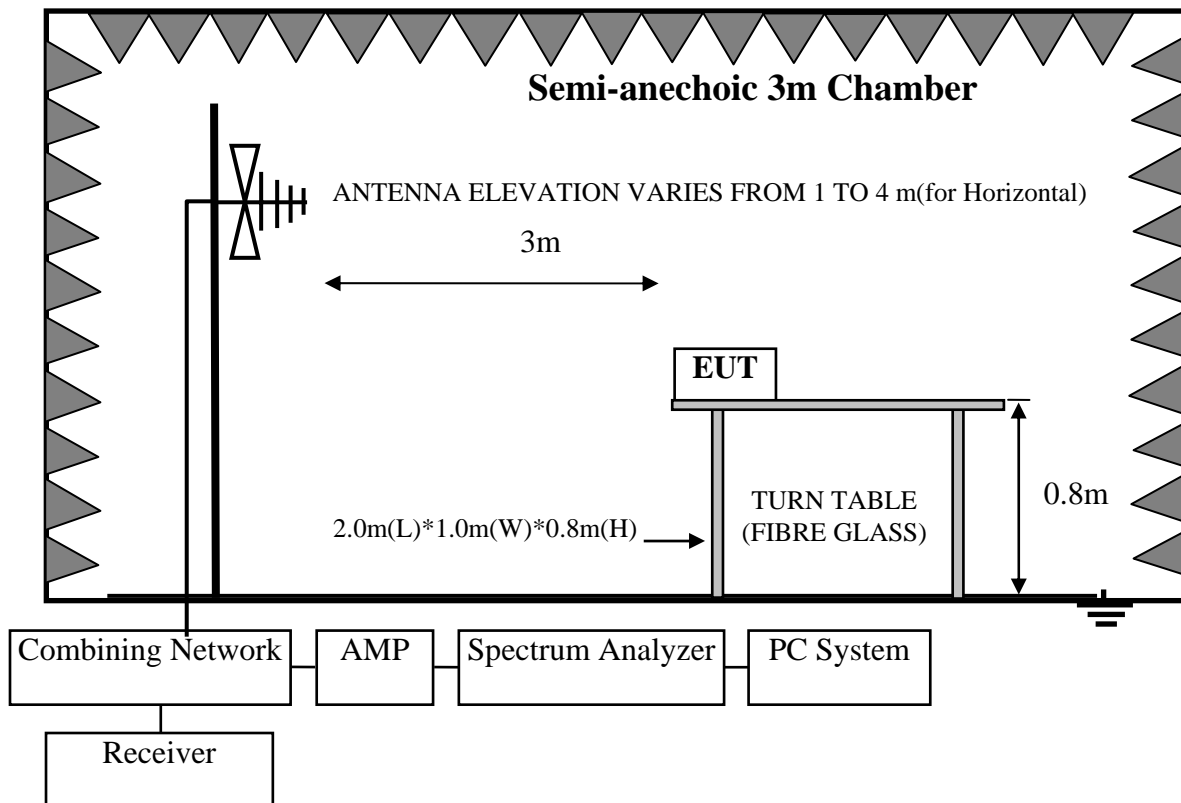 Semi-anechoic 3m Chamber
ANTENNA ELEVATION VARIES FROM 1 TO 4 m(for Horizontal)
3m
EUT
0.8m
TURN TABLE
(FIBRE GLASS)
2.0m(L)*1.0m(W)*0.8m(H)
Combining Network
AMP
Spectrum Analyzer
PC System
Receiver